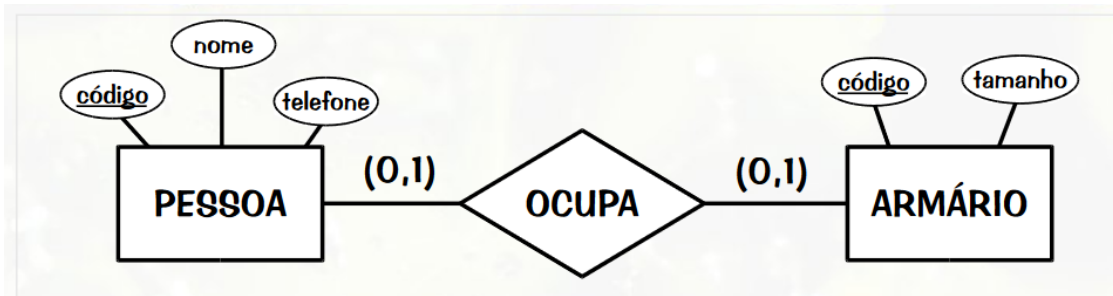 nome
código
telefone
código
tamanho
(0,1)
(0,1)
PESSOA
OCUPA
ARMÁRIO